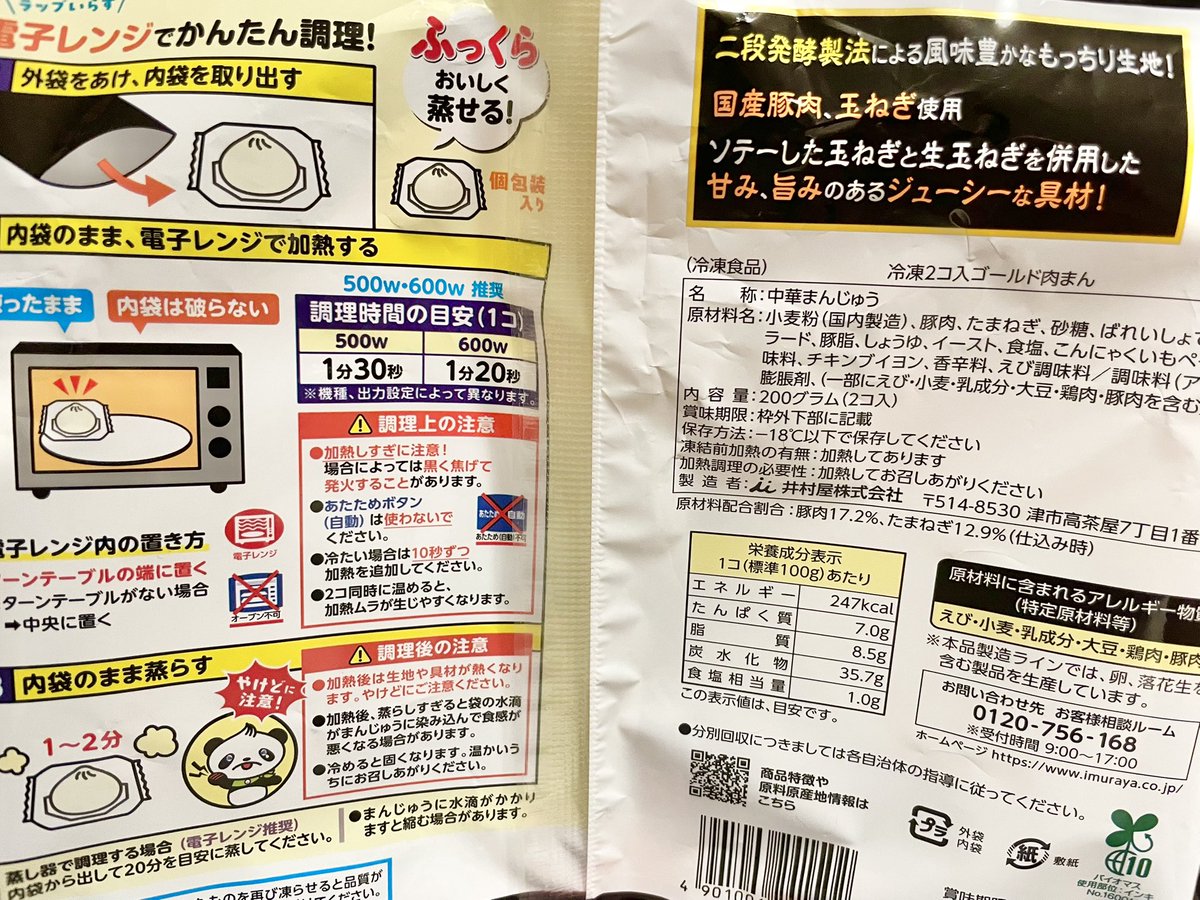 ラップいらず
電子レンジでかんたん調理!
外袋をあけ、内袋を取り出す
ふっくら
おいしく
蒸せる!
個包装
入り
内袋のまま、電子レンジで加熱する
ったまま
内袋は破らない
500w・600w 推奨
調理時間の目安(1コ)
500w 600w
1分30秒 1分20秒
※機種、出力設定によって異なります。
調理上の注意
●加熱しすぎに注意!
場合によっては黒く焦げて
発火することがあります。
●あたためボタン
(自動)は使わないで
ください。
あたため(自動)不可
●冷たい場合は10秒ずつ
加熱を追加してください。
●2コ同時に温めると、
加熱ムラが生じやすくなります。
電子レンジ内の置き方
ターンテーブルの端に置く
ターンテーブルがない場合
➡中央に置く
電子レンジ
オーブン不可
3 内袋のまま蒸らす
1〜2分
やけどに
注意!
調理後の注意
●加熱後は生地や具材が熱くなり
ます。やけどにご注意ください。
●加熱後、蒸らしすぎると袋の水滴
がまんじゅうに染み込んで食感が
悪くなる場合があります。
●冷めると固くなります。温かいう
ちにお召しあがりください。
●まんじゅうに水滴がかかり
ますと縮む場合があります。
蒸し器で調理する場合(電子レンジ推奨)
内袋から出して20分を目安に蒸してください。
ものを再び凍らせると品質が
二段発酵製法による風味豊かなもっちり生地!
国産豚肉、玉ねぎ使用
ソテーした玉ねぎと生玉ねぎを併用した
甘み、旨みのあるジューシーな具材!
(冷凍食品) 冷凍2コ入ゴールド肉まん
名 称:中華まんじゅう
原材料名:小麦粉(国内製造)、豚肉、たまねぎ、砂糖、ばれいしょで
ラード、豚脂、しょうゆ、イースト、食塩、こんにゃくいもペー
味料、チキンブイヨン、香辛料、えび調味料/調味料(ア
膨脹剤、(一部にえび・小麦・乳成分・大豆・鶏肉・豚肉を含む
内容量:200グラム(2コ入)
賞味期限:枠外下部に記載
保存方法:−18℃以下で保存してください
凍結前加熱の有無:加熱してあります
加熱調理の必要性:加熱してお召しあがりください
製造者:井村屋株式会社 〒514-8530 津市高茶屋7丁目1番
原材料配合割合:豚肉17.2%、たまねぎ12.9%(仕込み時)
栄養成分表示
1コ(標準100g)あたり
エネルギー 247kcal
たんぱく質 7.0g
脂質 8.5g
炭水化物 35.7g
食塩相当量 1.0g
この表示値は、目安です。
原材料に含まれるアレルギー物質
(特定原材料等)
えび・小麦・乳成分・大豆・鶏肉・豚肉
※本品製造ラインでは、卵、落花生を
含む製品を生産しています。
お問い合わせ先 お客様相談ルーム
0120-756-168
※受付時間 9:00〜17:00
ホームページ https://www.imuraya.co.jp/
●分別回収につきましては各自治体の指導に従ってください。
商品特徴や
原料原産地情報は
こちら
プラ
外袋
内袋
紙
敷紙
10
バイオマス
使用部位:インキ
4 90100
賞味期限